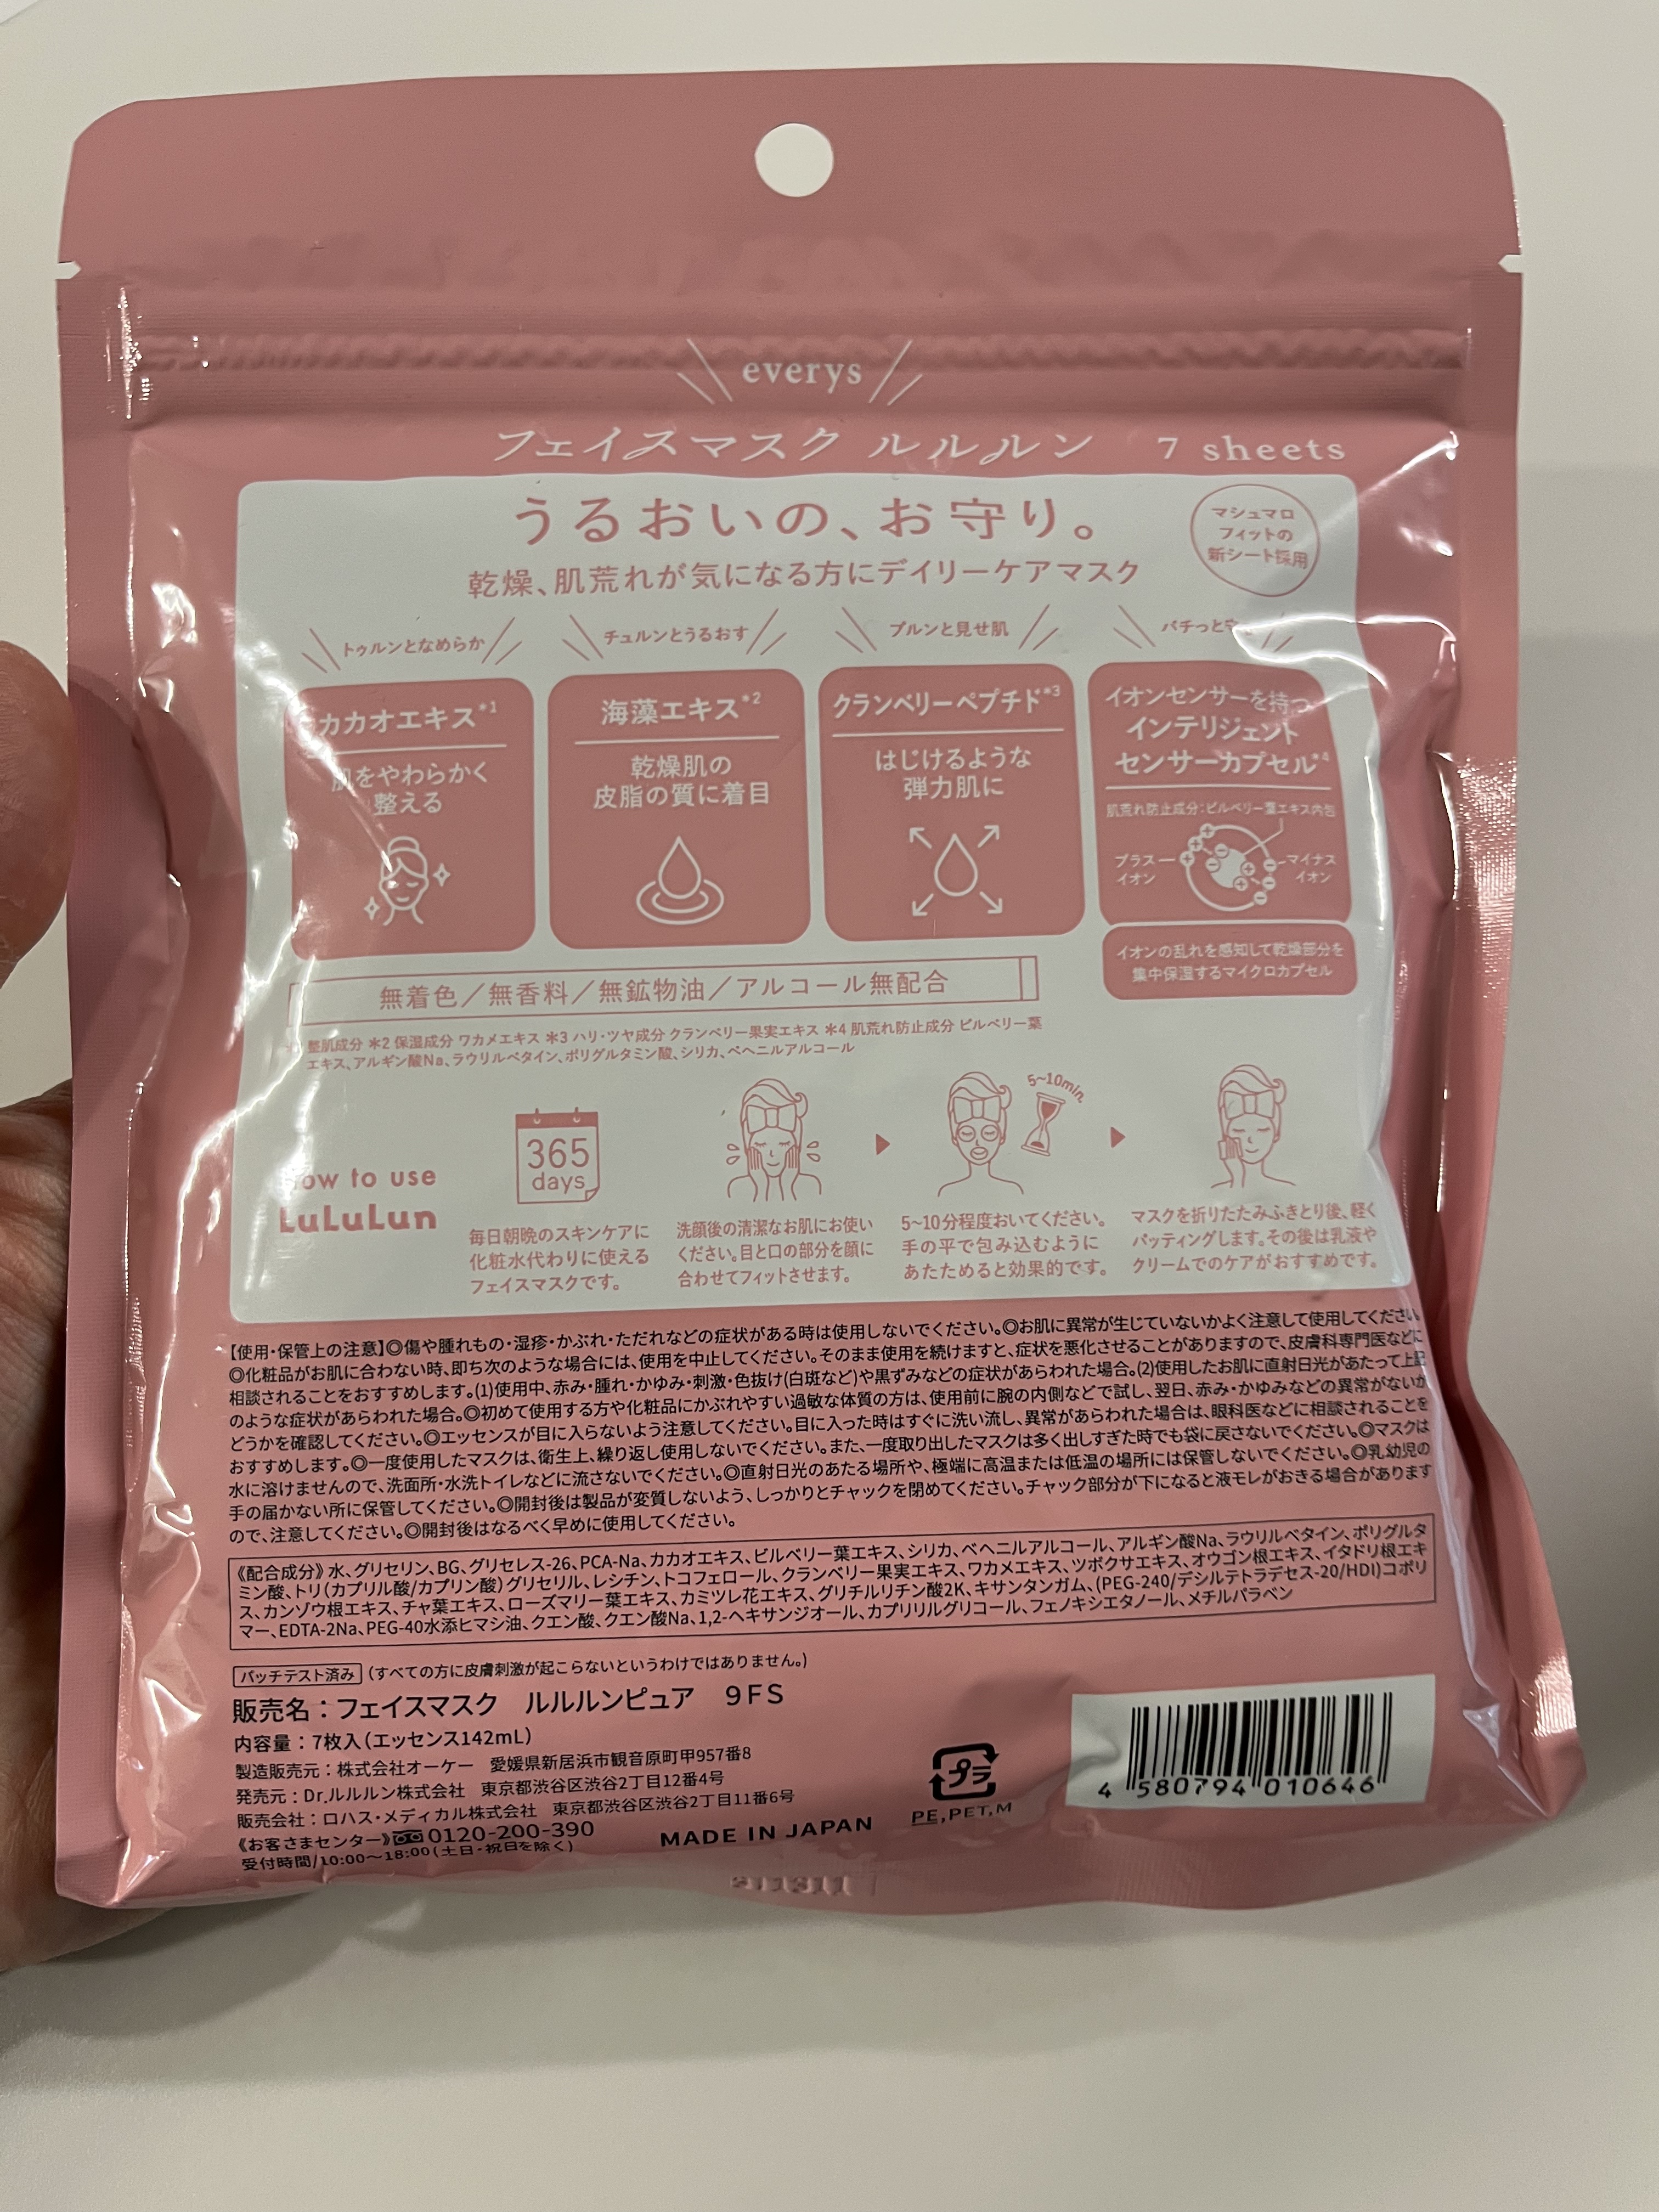 everys
フェイスマスク ルルルン 7 sheets
うるおいの、お守り。
マシュマロ
フィットの
新シート採用
乾燥、肌荒れが気になる方にデイリーケアマスク
トゥルンとなめらか
カカオエキス*1
肌をやわらかく
整える
チュルンとうるおす
海藻エキス*2
乾燥肌の
皮脂の質に着目
プルンと見せ肌
クランベリーペプチド*3
はじけるような
弾力肌に
パチっと守
イオンセンサーを持つ
インテリジェント
センサーカプセル*4
肌荒れ防止成分:ビルベリー葉エキス内包
プラス
イオン
マイナス
イオン
イオンの乱れを感知して乾燥部分を
集中保湿するマイクロカプセル
無着色/無香料/無鉱物油/アルコール無配合
整肌成分 *2 保湿成分 ワカメエキス *3 ハリ・ツヤ成分 クランベリー果実エキス *4 肌荒れ防止成分 ビルベリー葉
エキス、アルギン酸Na、ラウリルベタイン、ポリグルタミン酸、シリカ、ベヘニルアルコール
How to use
LuLuLun
365
days
毎日朝晩のスキンケアに
化粧水代わりに使える
フェイスマスクです。
洗顔後の清潔なお肌にお使い
ください。目と口の部分を顔に
合わせてフィットさせます。
5~10min.
5~10分程度おいてください。
手の平で包み込むように
あたためると効果的です。
マスクを折りたたみふきとり後、軽く
パッティングします。その後は乳液や
クリームでのケアがおすすめです。
【使用・保管上の注意】◎傷や腫れもの・湿疹・かぶれ・ただれなどの症状がある時は使用しないでください。◎お肌に異常が生じていないかよく注意して使用してください。
◎化粧品がお肌に合わない時、即ち次のような場合には、使用を中止してください。そのまま使用を続けますと、症状を悪化させることがありますので、皮膚科専門医などに
相談されることをおすすめします。(1)使用中、赤み・腫れ・かゆみ・刺激・色抜け(白斑など)や黒ずみなどの症状があらわれた場合。(2)使用したお肌に直射日光があたって上記
のような症状があらわれた場合。◎初めて使用する方や化粧品にかぶれやすい過敏な体質の方は、使用前に腕の内側などで試し、翌日、赤み・かゆみなどの異常がないか
どうかを確認してください。◎エッセンスが目に入らないよう注意してください。目に入った時はすぐに洗い流し、異常があらわれた場合は、眼科医などに相談されることを
おすすめします。◎一度使用したマスクは、衛生上、繰り返し使用しないでください。また、一度取り出したマスクは多く出しすぎた時でも袋に戻さないでください。◎マスクは
水に溶けませんので、洗面所・水洗トイレなどに流さないでください。◎直射日光のあたる場所や、極端に高温または低温の場所には保管しないでください。◎乳幼児の
手の届かない所に保管してください。◎開封後は製品が変質しないよう、しっかりとチャックを閉めてください。チャック部分が下になると液モレがおきる場合があります
ので、注意してください。◎開封後はなるべく早めに使用してください。
《配合成分》水、グリセリン、BG、グリセレス-26、PCA-Na、カカオエキス、ビルベリー葉エキス、シリカ、ベヘニルアルコール、アルギン酸Na、ラウリルベタイン、ポリグルタ
ミン酸、トリ(カプリル酸/カプリン酸)グリセリル、レシチン、トコフェロール、クランベリー果実エキス、ワカメエキス、ツボクサエキス、オウゴン根エキス、イタドリ根エキ
ス、カンゾウ根エキス、チャ葉エキス、ローズマリー葉エキス、カミツレ花エキス、グリチルリチン酸2K、キサンタンガム、(PEG-240/デシルテトラデセス-20/HDI)コポリ
マー、EDTA-2Na、PEG-40水添ヒマシ油、クエン酸、クエン酸Na、1,2-ヘキサンジオール、カプリリルグリコール、フェノキシエタノール、メチルパラベン
パッチテスト済み (すべての方に皮膚刺激が起こらないというわけではありません。)
販売名:フェイスマスク ルルルンピュア 9FS
内容量:7枚入(エッセンス142mL)
製造販売元:株式会社オーケー 愛媛県新居浜市観音原町甲957番8
発売元:Dr.ルルルン株式会社 東京都渋谷区渋谷2丁目12番4号
販売会社:ロハス・メディカル株式会社 東京都渋谷区渋谷2丁目11番6号
《お客さまセンター》0120-200-390
受付時間/10:00～18:00(土日・祝日を除く)
MADE IN JAPAN
プラ
PE,PET,M
4 580794 010646